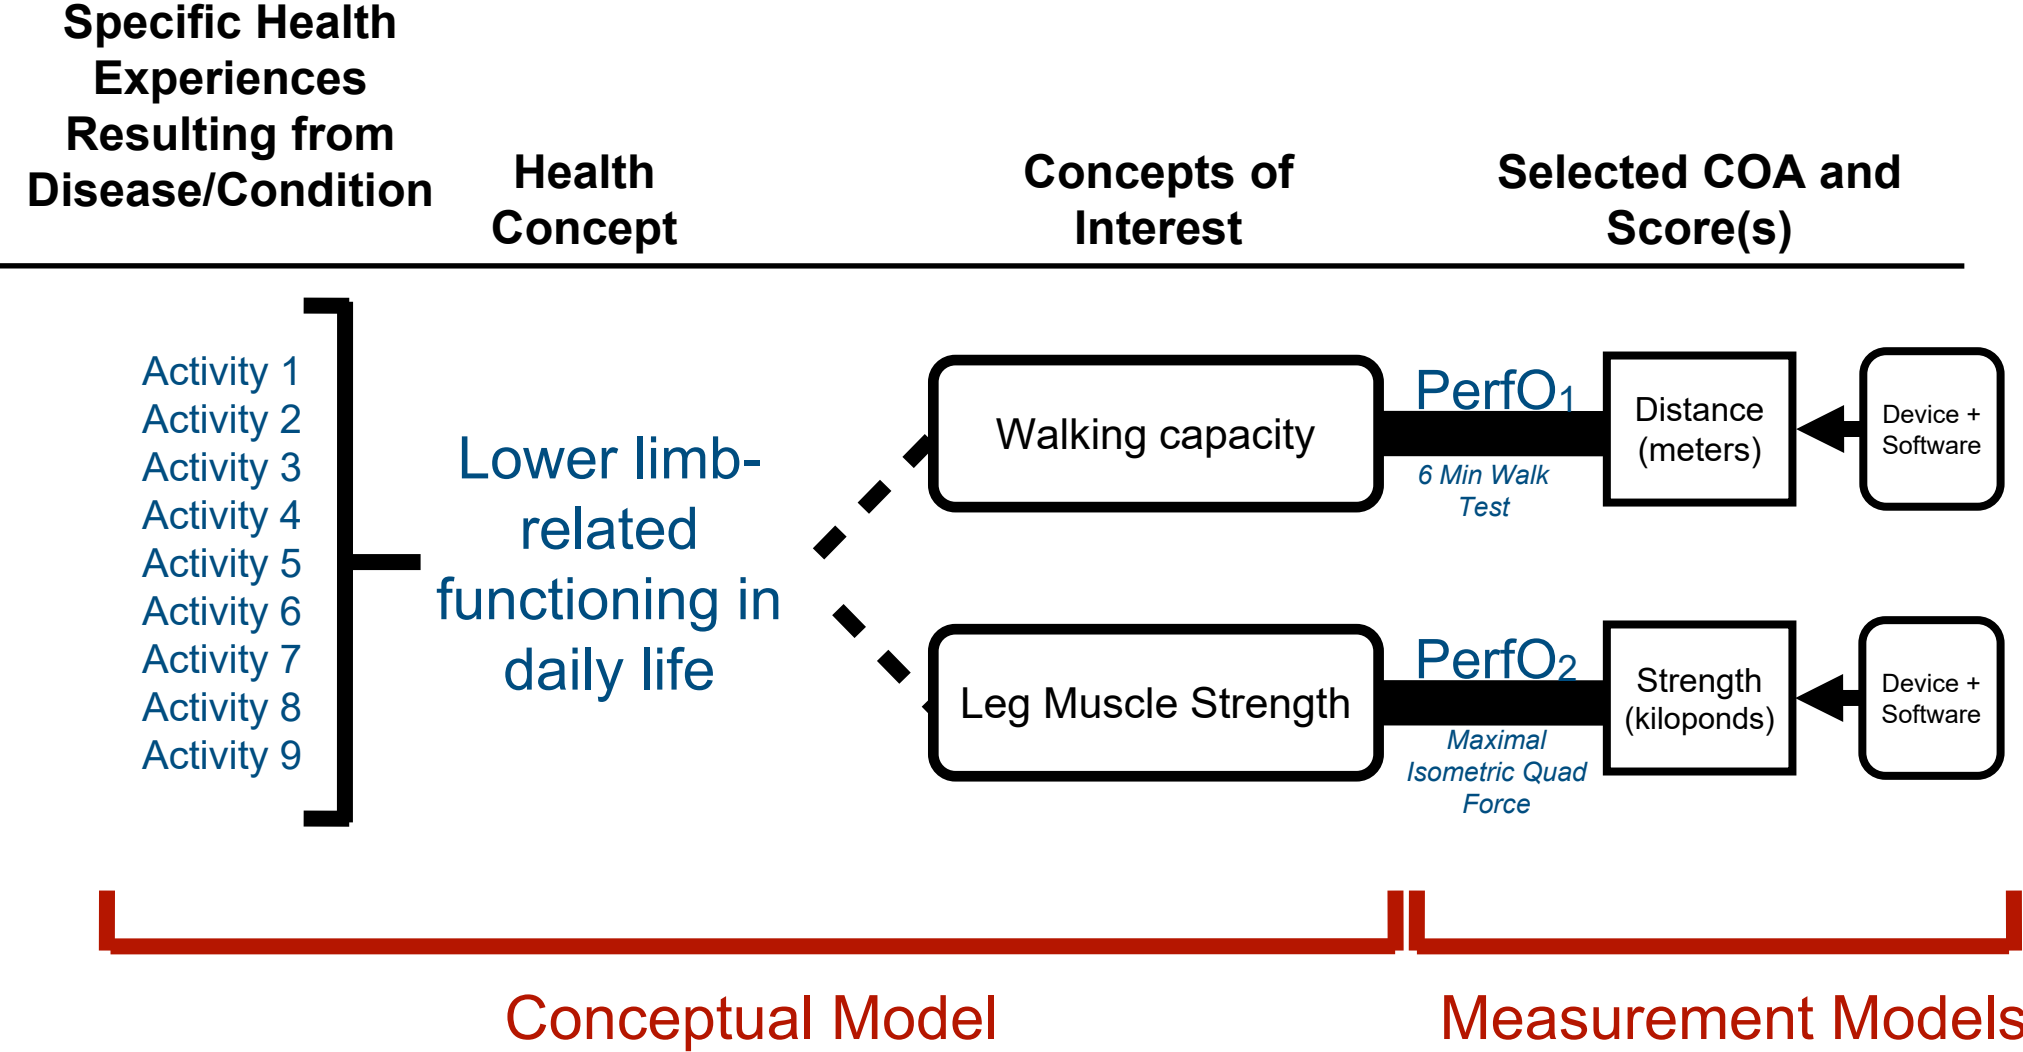 Specific Health
Experiences
Resulting from
Disease/Condition
Health
Concept
Concepts of
Interest
Selected COA and
Score(s)
Activity 1
Activity 2
Activity 3
Activity 4
Activity 5
Activity 6
Activity 7
Activity 8
Activity 9
Lower limb-
related
functioning in
daily life
Walking capacity
PerfO₁
6 Min Walk
Test
Distance
(meters)
Device +
Software
Leg Muscle Strength
PerfO₂
Maximal
Isometric Quad
Force
Strength
(kiloponds)
Device +
Software
Conceptual Model
Measurement Models